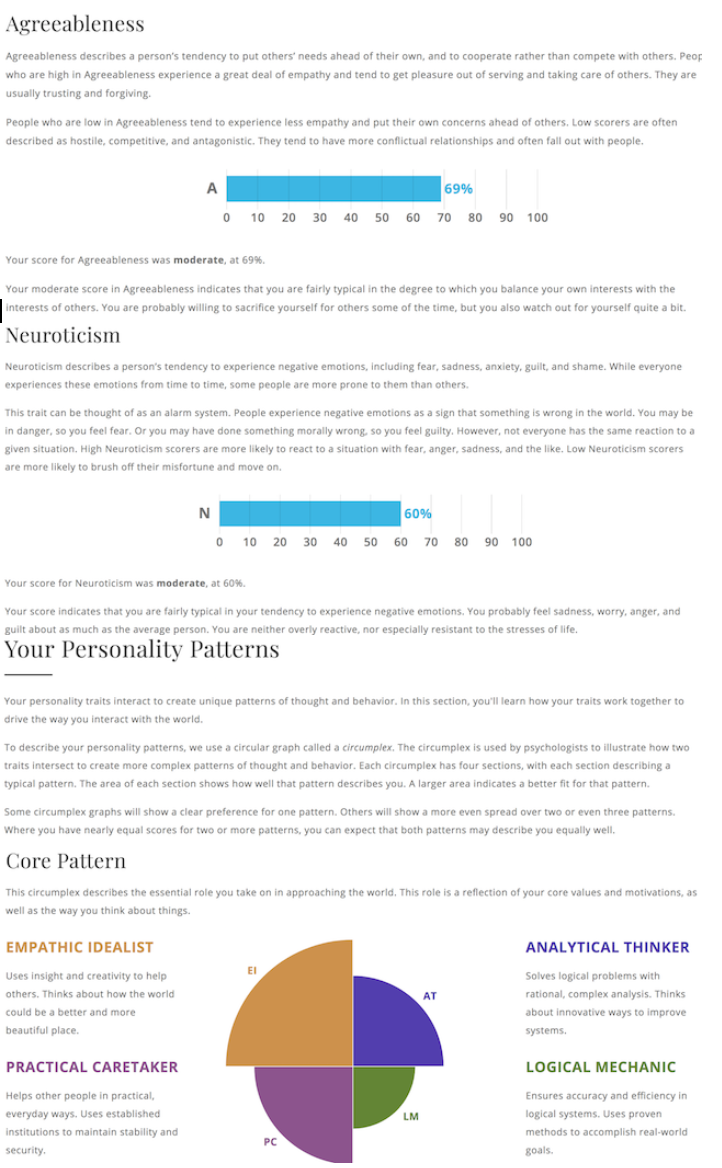 Agreeableness
Agreeableness describes a person's tendency to put others' needs ahead of their own, and to cooperate rather than compete with others. Peop
who are high in Agreeableness experience a great deal of empathy and tend to get pleasure out of serving and taking care of others. They are
usually trusting and forgiving.
People who are low in Agreeableness tend to experience less empathy and put their own concerns ahead of others. Low scorers are often
described as hostile, competitive, and antagonistic. They tend to have more conflictual relationships and often fall out with people.
A 69%
0 10 20 30 40 50 60 70 80 90 100
Your score for Agreeableness was moderate, at 69%.
Your moderate score in Agreeableness indicates that you are fairly typical in the degree to which you balance your own interests with the
interests of others. You are probably willing to sacrifice yourself for others some of the time, but you also watch out for yourself quite a bit.
Neuroticism
Neuroticism describes a person's tendency to experience negative emotions, including fear, sadness, anxiety, guilt, and shame. While everyone
experiences these emotions from time to time, some people are more prone to them than others.
This trait can be thought of as an alarm system. People experience negative emotions as a sign that something is wrong in the world. You may be
in danger, so you feel fear. Or you may have done something morally wrong, so you feel guilty. However, not everyone has the same reaction to a
given situation. High Neuroticism scorers are more likely to react to a situation with fear, anger, sadness, and the like. Low Neuroticism scorers
are more likely to brush off their misfortune and move on.
N 60%
0 10 20 30 40 50 60 70 80 90 100
Your score for Neuroticism was moderate, at 60%.
Your score indicates that you are fairly typical in your tendency to experience negative emotions. You probably feel sadness, worry, anger, and
guilt about as much as the average person. You are neither overly reactive, nor especially resistant to the stresses of life.
Your Personality Patterns
Your personality traits interact to create unique patterns of thought and behavior. In this section, you'll learn how your traits work together to
drive the way you interact with the world.
To describe your personality patterns, we use a circular graph called a circumplex. The circumplex is used by psychologists to illustrate how two
traits intersect to create more complex patterns of thought and behavior. Each circumplex has four sections, with each section describing a
typical pattern. The area of each section shows how well that pattern describes you. A larger area indicates a better fit for that pattern.
Some circumplex graphs will show a clear preference for one pattern. Others will show a more even spread over two or even three patterns.
Where you have nearly equal scores for two or more patterns, you can expect that both patterns may describe you equally well.
Core Pattern
This circumplex describes the essential role you take on in approaching the world. This role is a reflection of your core values and motivations, as
well as the way you think about things.
EMPATHIC IDEALIST
Uses insight and creativity to help
others. Thinks about how the world
could be a better and more
beautiful place.
EI
AT
ANALYTICAL THINKER
Solves logical problems with
rational, complex analysis. Thinks
about innovative ways to improve
systems.
PRACTICAL CARETAKER
Helps other people in practical,
everyday ways. Uses established
institutions to maintain stability and
security.
PC
LM
LOGICAL MECHANIC
Ensures accuracy and efficiency in
logical systems. Uses proven
methods to accomplish real-world
goals.